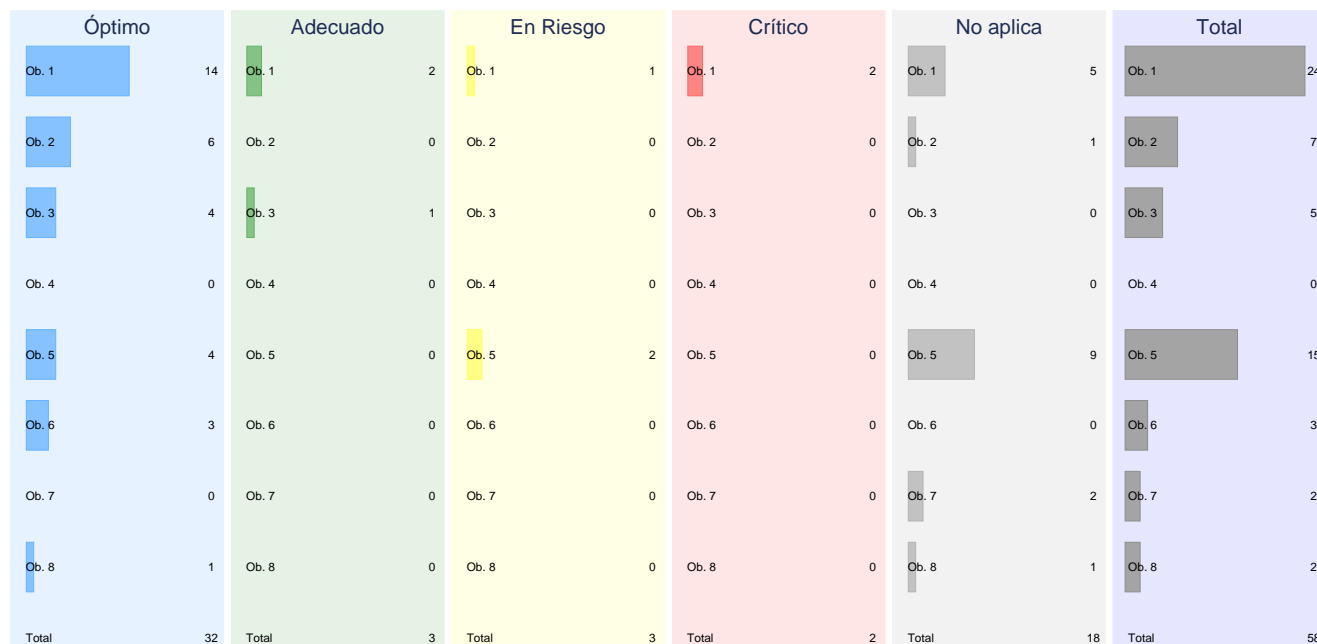 Óptimo Adecuado En Riesgo Crítico No aplica Total
Ob. 1 14 Ob. 1 2 Ob. 1 1 Ob. 1 2 Ob. 1 5 Ob. 1 24
Ob. 2 6 Ob. 2 0 Ob. 2 0 Ob. 2 0 Ob. 2 1 Ob. 2 7
Ob. 3 4 Ob. 3 1 Ob. 3 0 Ob. 3 0 Ob. 3 0 Ob. 3 5
Ob. 4 0 Ob. 4 0 Ob. 4 0 Ob. 4 0 Ob. 4 0 Ob. 4 0
Ob. 5 4 Ob. 5 0 Ob. 5 2 Ob. 5 0 Ob. 5 9 Ob. 5 15
Ob. 6 3 Ob. 6 0 Ob. 6 0 Ob. 6 0 Ob. 6 0 Ob. 6 3
Ob. 7 0 Ob. 7 0 Ob. 7 0 Ob. 7 0 Ob. 7 2 Ob. 7 2
Ob. 8 1 Ob. 8 0 Ob. 8 0 Ob. 8 0 Ob. 8 1 Ob. 8 2
Total 32 Total 3 Total 3 Total 2 Total 18 Total 58